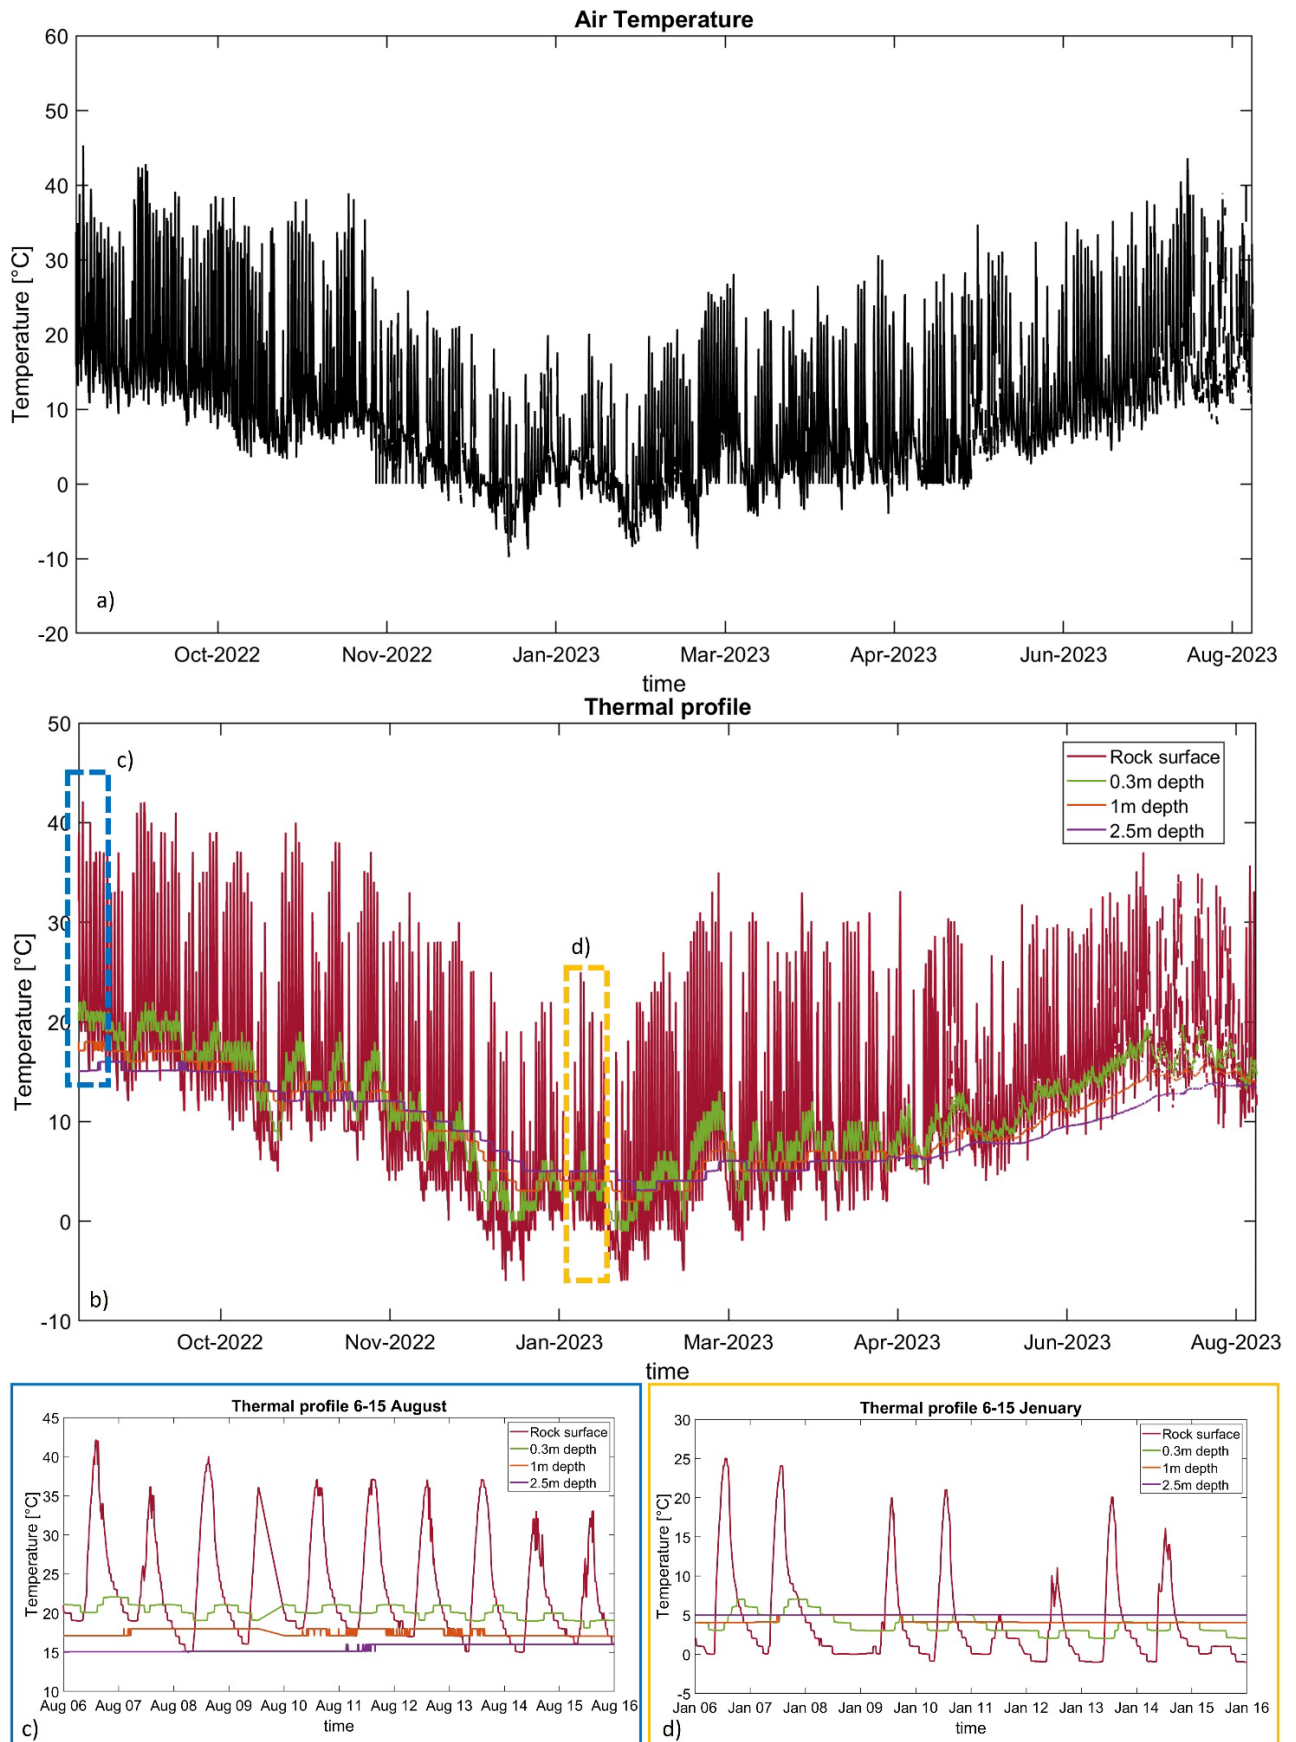 Air Temperature
60
50
40
30
20
10
0
-10
-20
Temperature [°C]
a)
Oct-2022 Nov-2022 Jan-2023 Mar-2023 Apr-2023 Jun-2023 Aug-2023
time
Thermal profile
50
40
30
20
10
0
-10
Temperature [°C]
c)
d)
Rock surface
0.3m depth
1m depth
2.5m depth
b)
Oct-2022 Nov-2022 Jan-2023 Mar-2023 Apr-2023 Jun-2023 Aug-2023
time
Thermal profile 6-15 August
45
40
35
30
25
20
15
10
Temperature [°C]
Rock surface
0.3m depth
1m depth
2.5m depth
Aug 06 Aug 07 Aug 08 Aug 09 Aug 10 Aug 11 Aug 12 Aug 13 Aug 14 Aug 15 Aug 16
time
c)
Thermal profile 6-15 Jenuary
30
25
20
15
10
5
0
-5
Temperature [°C]
Rock surface
0.3m depth
1m depth
2.5m depth
Jan 06 Jan 07 Jan 08 Jan 09 Jan 10 Jan 11 Jan 12 Jan 13 Jan 14 Jan 15 Jan 16
time
d)